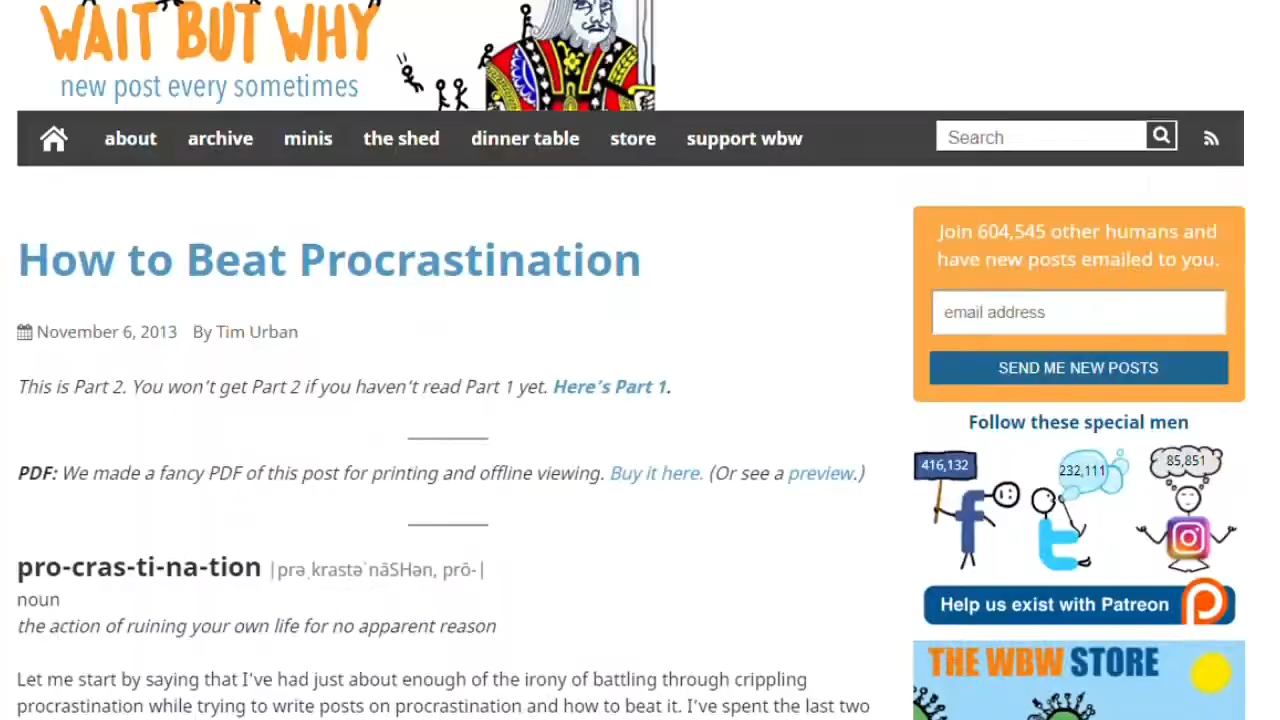 WAIT BUT WHY
new post every sometimes
about archive minis the shed dinner table store support wbw Search
How to Beat Procrastination
November 6, 2013 By Tim Urban
This is Part 2. You won't get Part 2 if you haven't read Part 1 yet. Here's Part 1.
PDF: We made a fancy PDF of this post for printing and offline viewing. Buy it here. (Or see a preview.)
pro-cras-ti-na-tion |prəˌkrastəˈnāSHən, prō-|
noun
the action of ruining your own life for no apparent reason
Let me start by saying that I've had just about enough of the irony of battling through crippling
procrastination while trying to write posts on procrastination and how to beat it. I've spent the last two
Join 604,545 other humans and
have new posts emailed to you.
email address
SEND ME NEW POSTS
Follow these special men
416,132 232,111 85,851
Help us exist with Patreon
THE WBW STORE